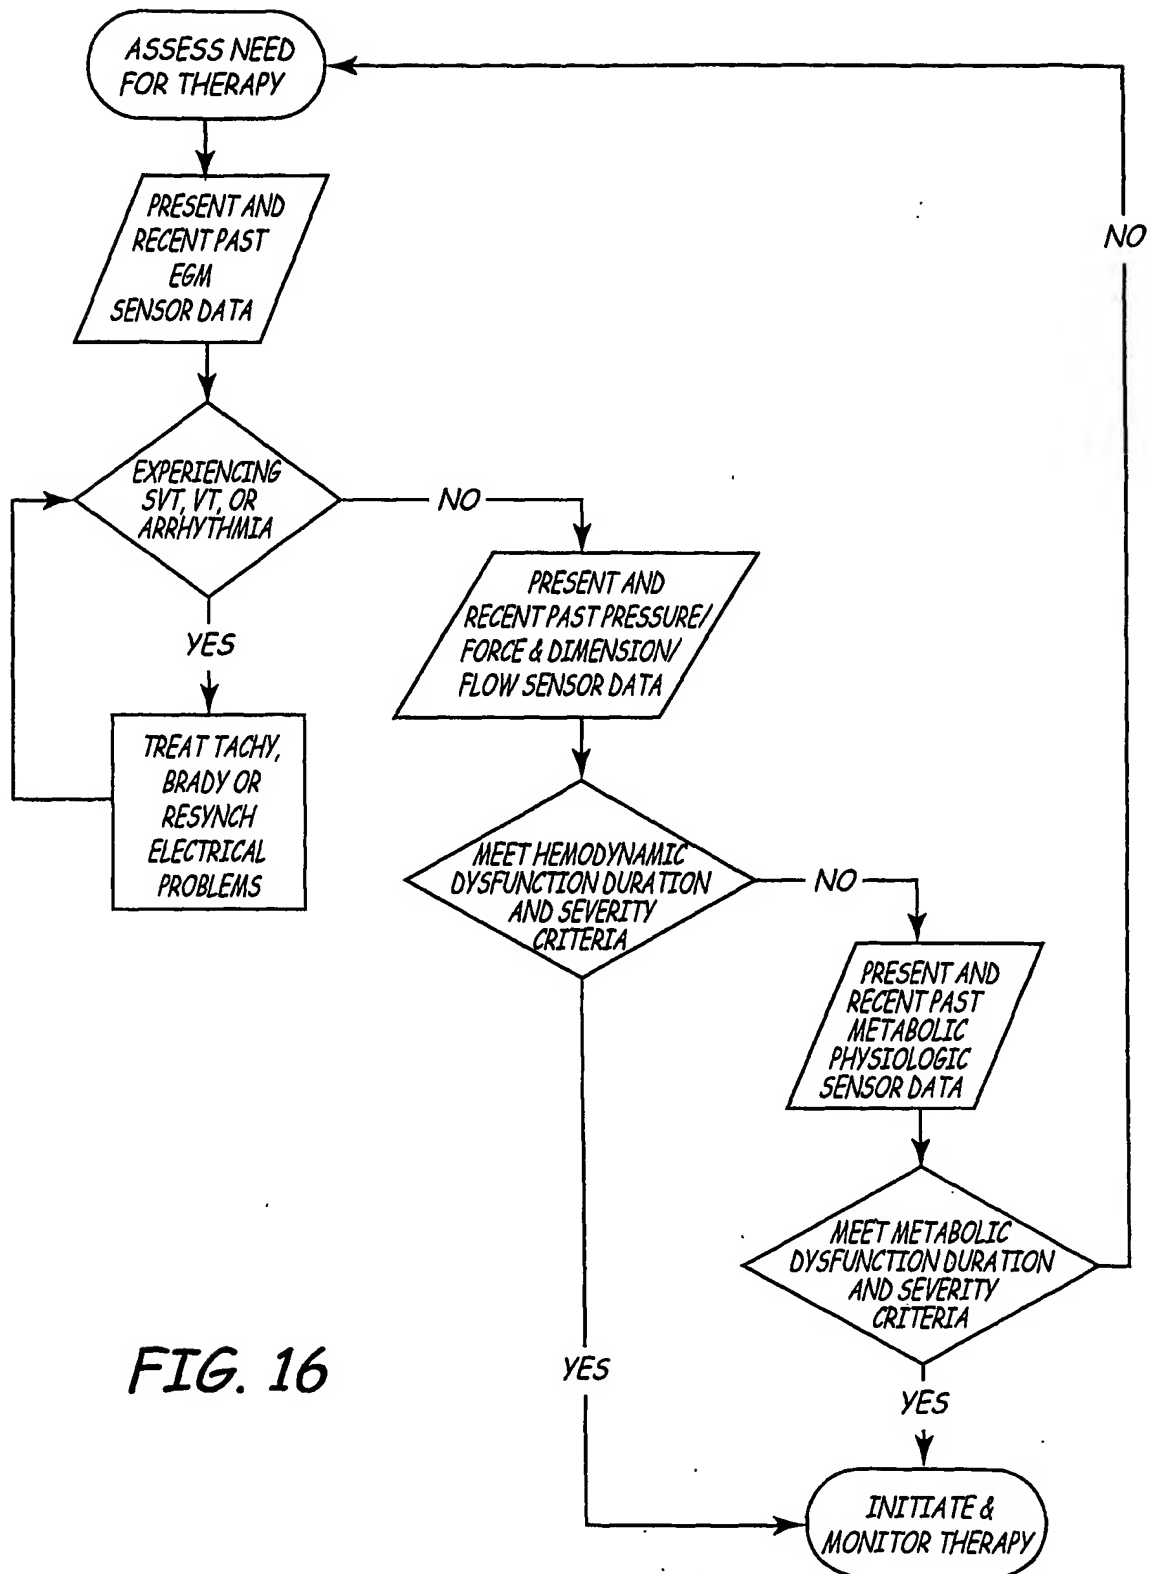 ASSESS NEED
FOR THERAPY
PRESENT AND
RECENT PAST
EGM
SENSOR DATA
NO
EXPERIENCING
SVT, VT, OR
ARRHYTHMIA
NO
YES
TREAT TACHY,
BRADY OR
RESYNCH
ELECTRICAL
PROBLEMS
PRESENT AND
RECENT PAST PRESSURE/
FORCE & DIMENSION/
FLOW SENSOR DATA
MEET HEMODYNAMIC
DYSFUNCTION DURATION
AND SEVERITY
CRITERIA
NO
PRESENT AND
RECENT PAST
METABOLIC
PHYSIOLOGIC
SENSOR DATA
MEET METABOLIC
DYSFUNCTION DURATION
AND SEVERITY
CRITERIA
YES
YES
INITIATE &
MONITOR THERAPY
FIG. 16